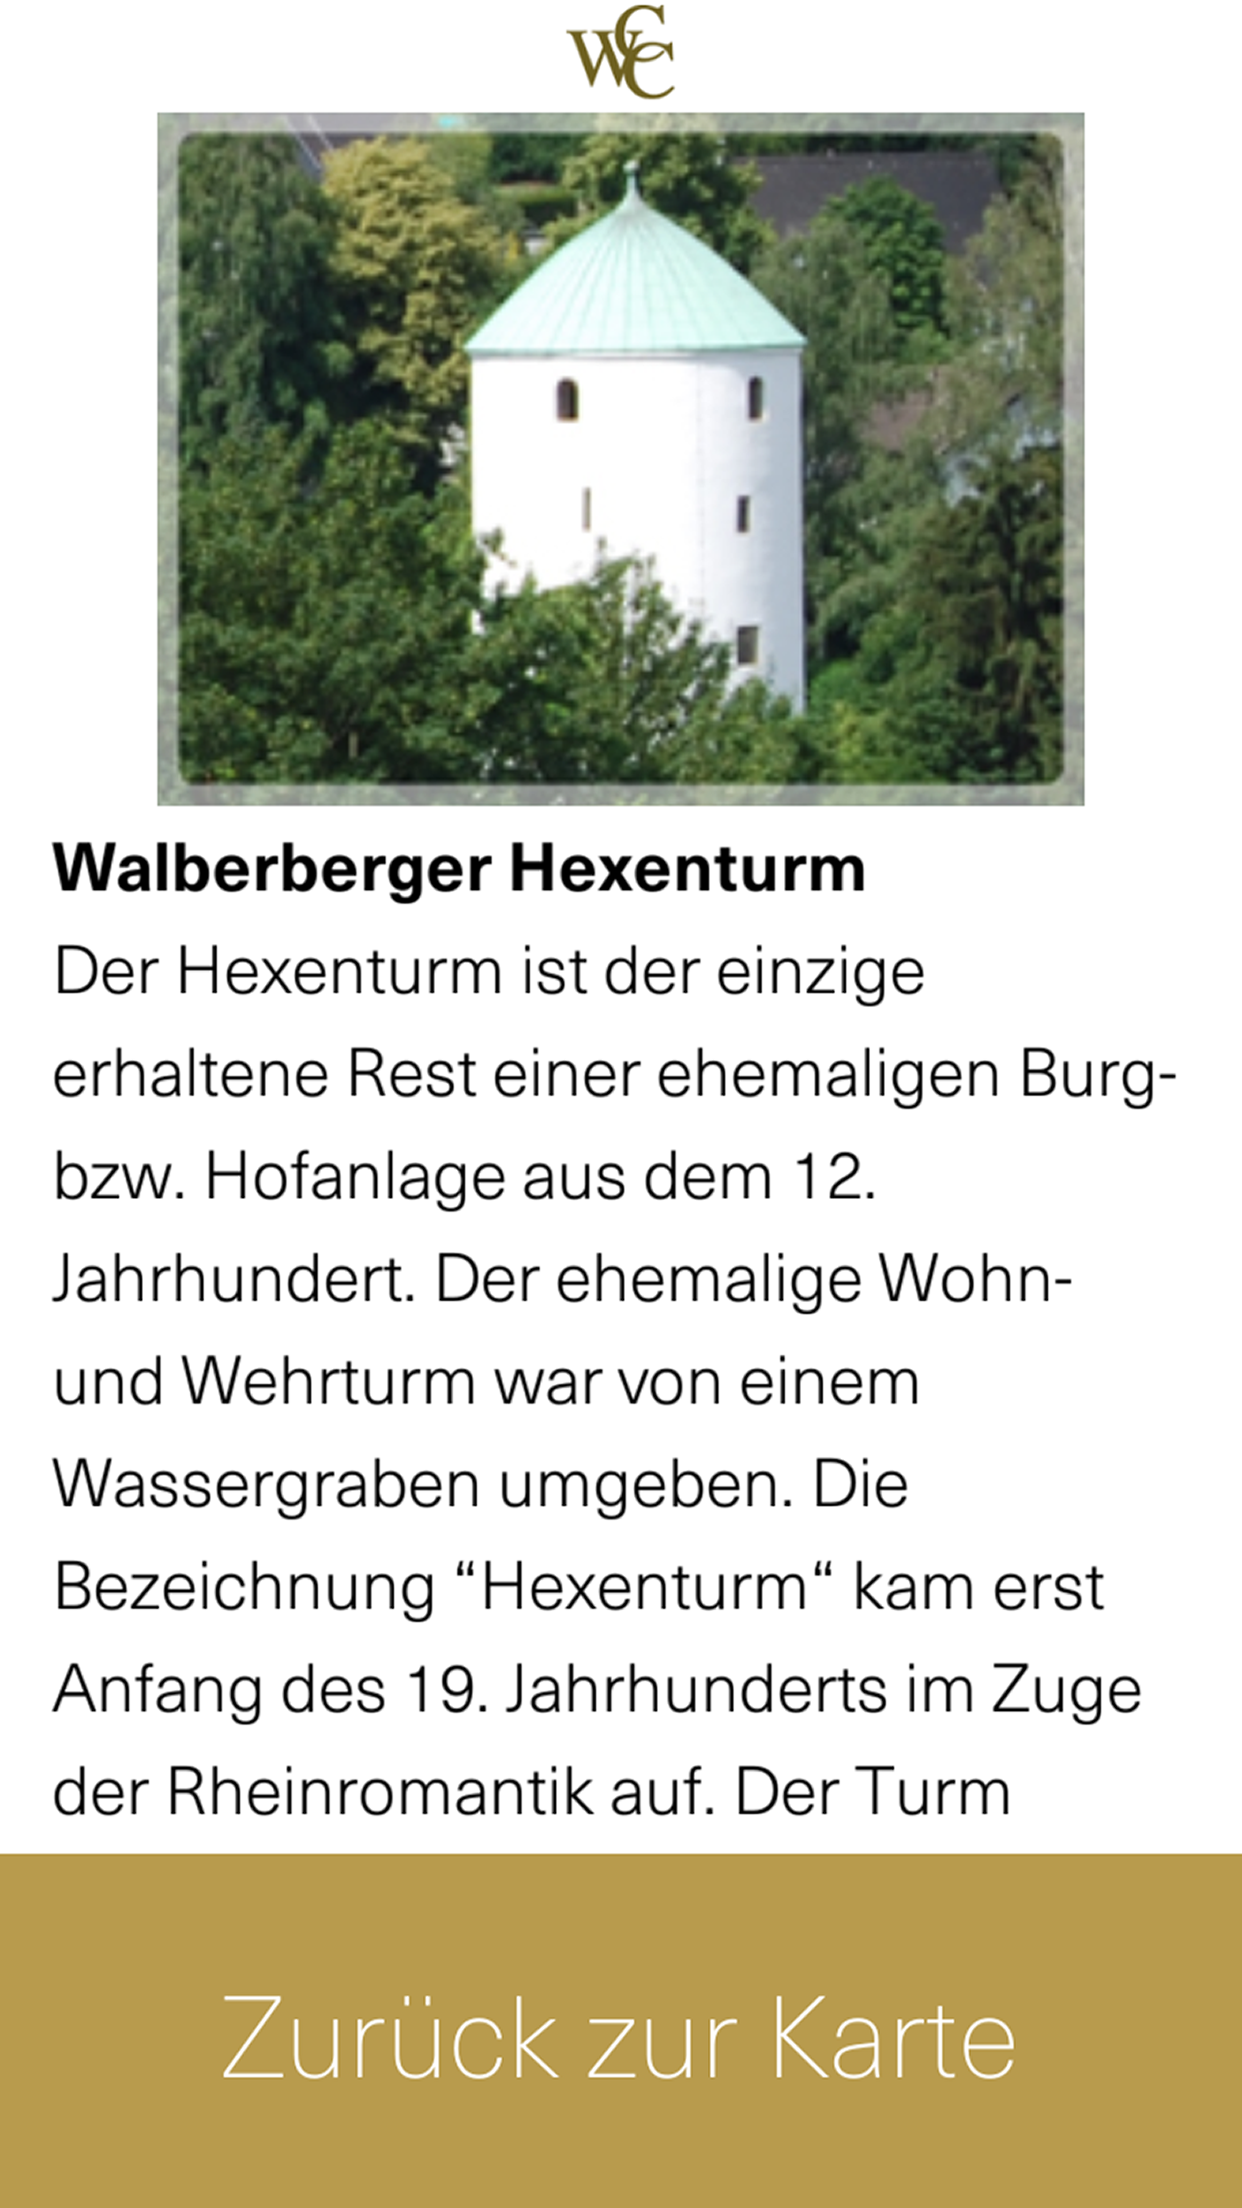 WCC
Walberberger Hexenturm
Der Hexenturm ist der einzige
erhaltene Rest einer ehemaligen Burg-
bzw. Hofanlage aus dem 12.
Jahrhundert. Der ehemalige Wohn-
und Wehrturm war von einem
Wassergraben umgeben. Die
Bezeichnung “Hexenturm“ kam erst
Anfang des 19. Jahrhunderts im Zuge
der Rheinromantik auf. Der Turm
Zurück zur Karte